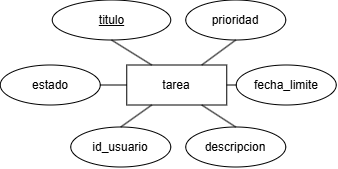 titulo
prioridad
estado
tarea
fecha_limite
id_usuario
descripcion